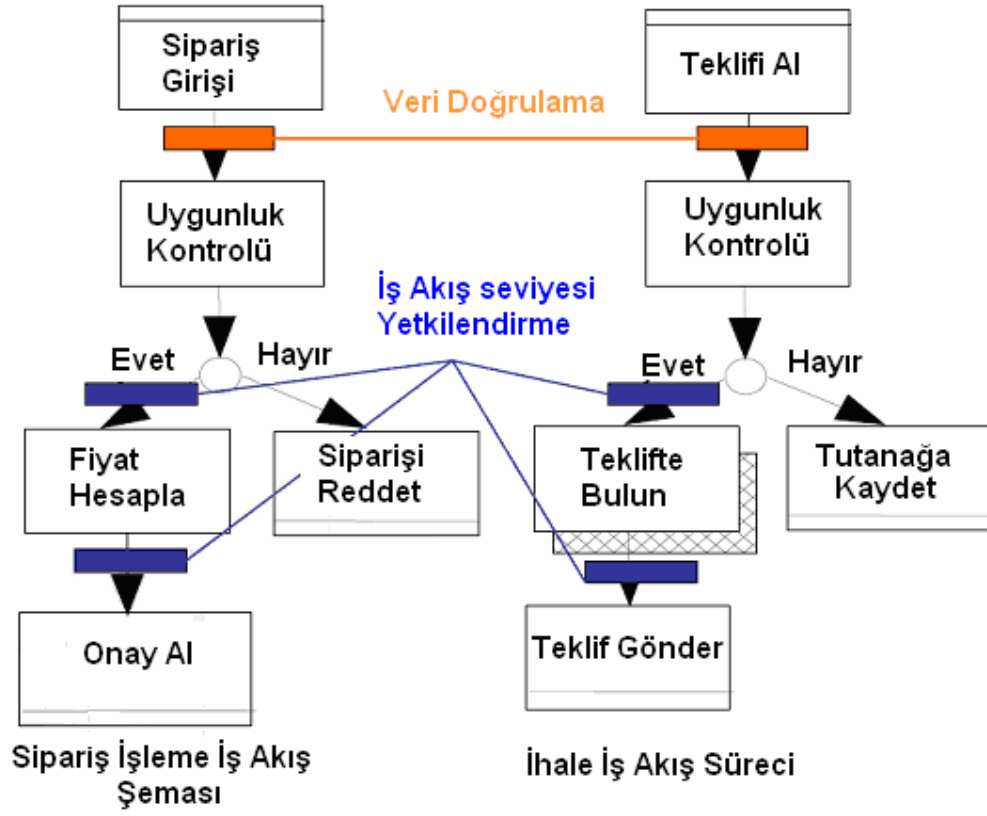 Sipariş
Girişi
Teklifi Al
Veri Doğrulama
Uygunluk
Kontrolü
Uygunluk
Kontrolü
İş Akış seviyesi
Yetkilendirme
Evet
Hayır
Evet
Hayır
Fiyat
Hesapla
Siparişi
Reddet
Teklifte
Bulun
Tutanağa
Kaydet
Onay Al
Teklif Gönder
Sipariş İşleme İş Akış
Şeması
İhale İş Akış Süreci